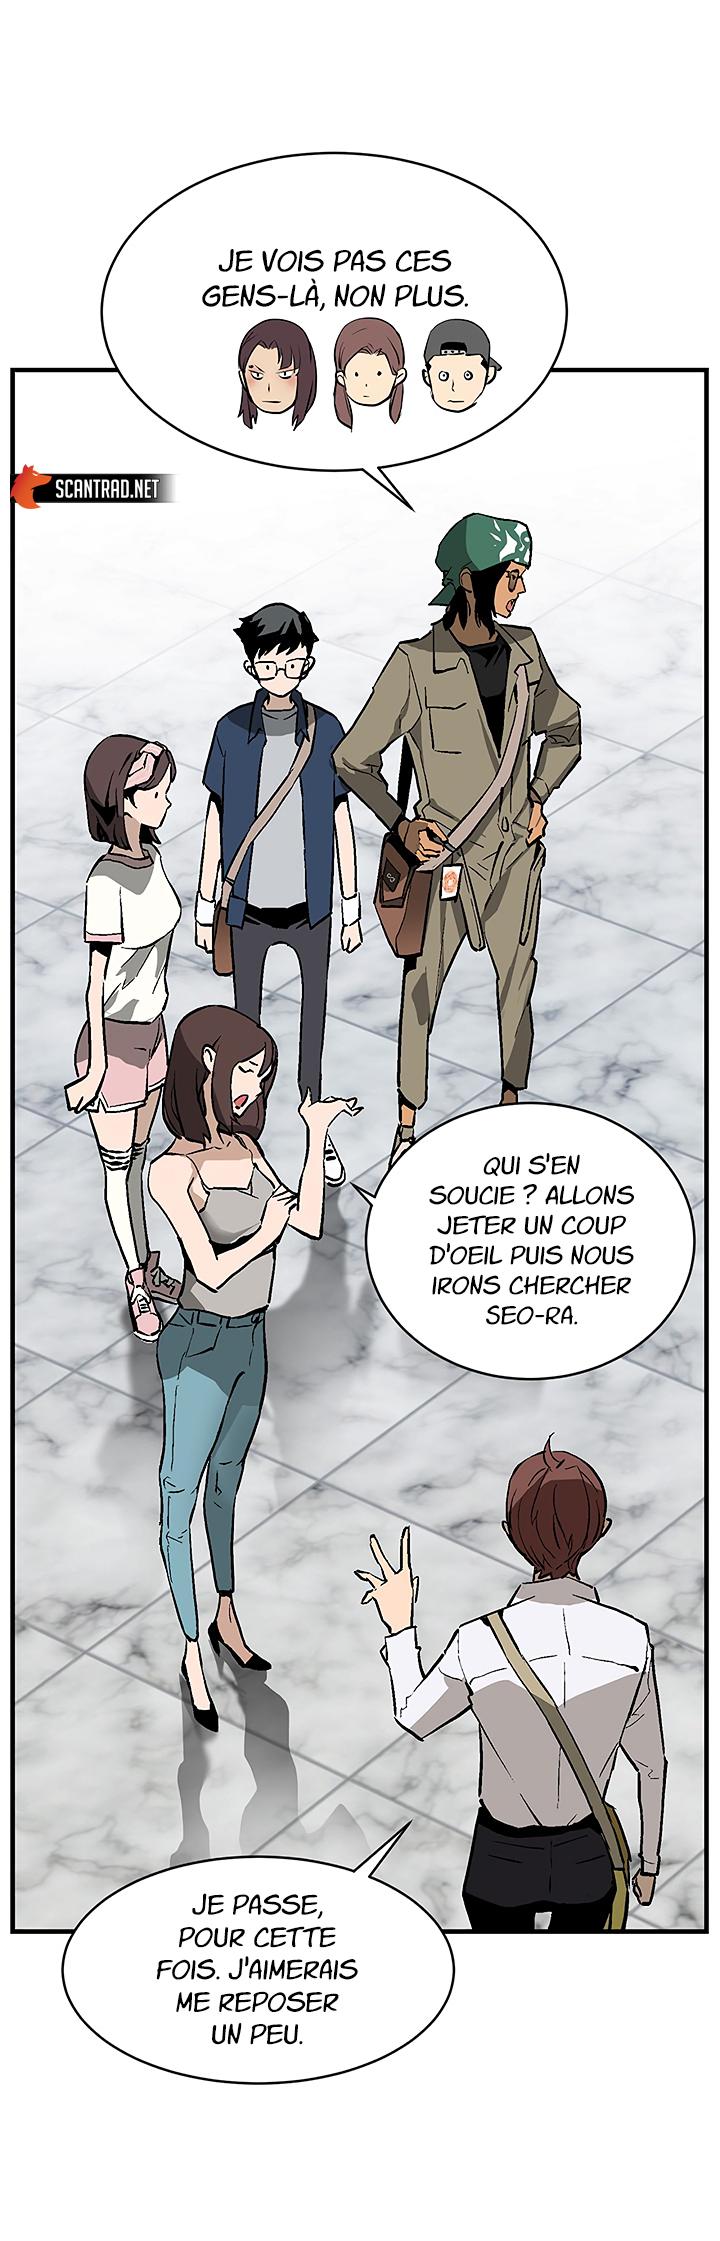 JE VOIS PAS CES
GENS-LÀ, NON PLUS.
SCANTRAD.NET
QUI S'EN
SOUCIE ? ALLONS
JETER UN COUP
D'OEIL PUIS NOUS
IRONS CHERCHER
SEO-RA.
JE PASSE,
POUR CETTE
FOIS. J'AIMERAIS
ME REPOSER
UN PEU.